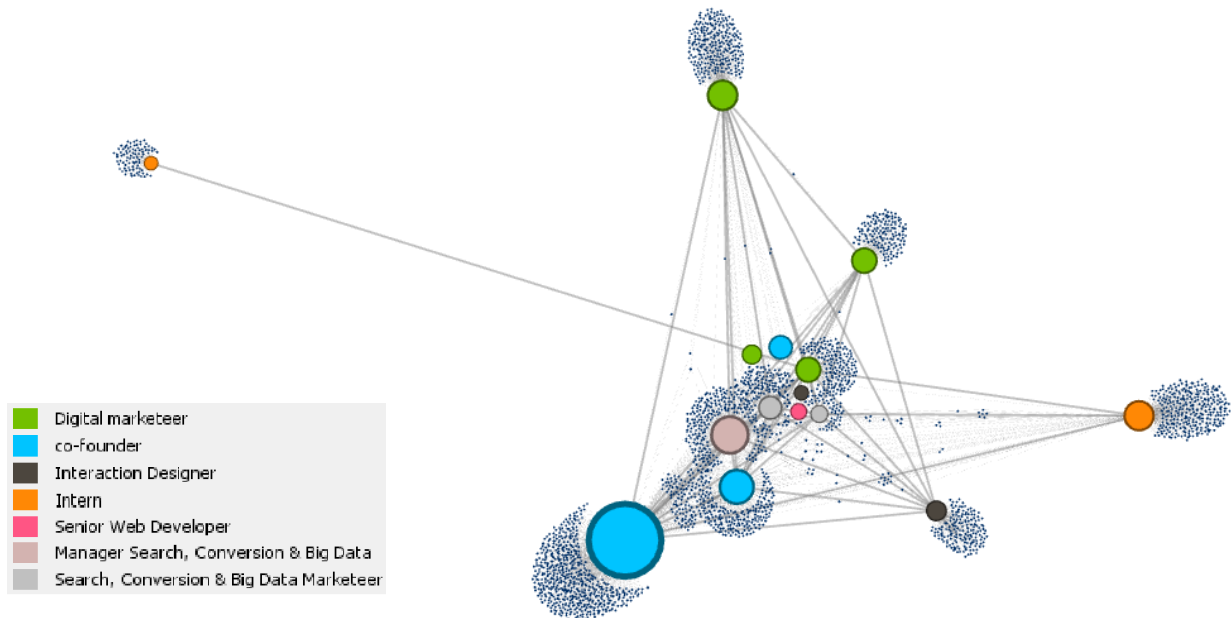 Digital marketeer
co-founder
Interaction Designer
Intern
Senior Web Developer
Manager Search, Conversion & Big Data
Search, Conversion & Big Data Marketeer